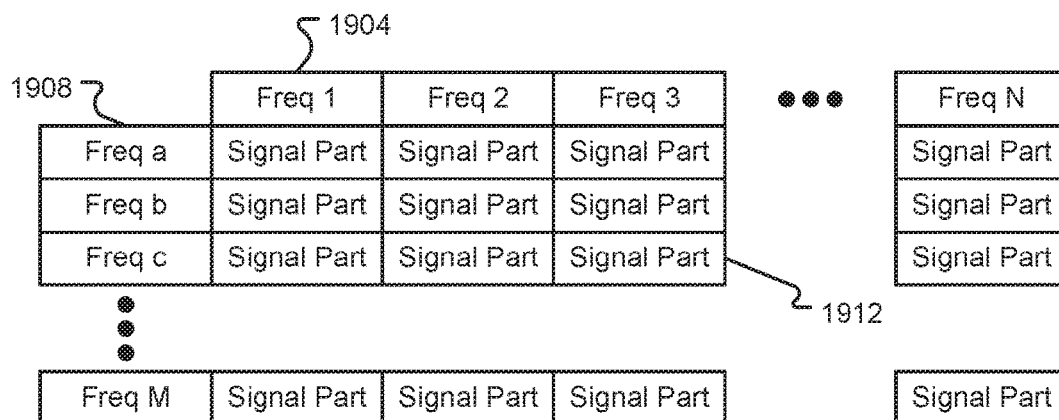 1904
1908
Freq 1 Freq 2 Freq 3 ●●● Freq N
Freq a Signal Part Signal Part Signal Part Signal Part
Freq b Signal Part Signal Part Signal Part Signal Part
Freq c Signal Part Signal Part Signal Part Signal Part
1912
Freq M Signal Part Signal Part Signal Part Signal Part